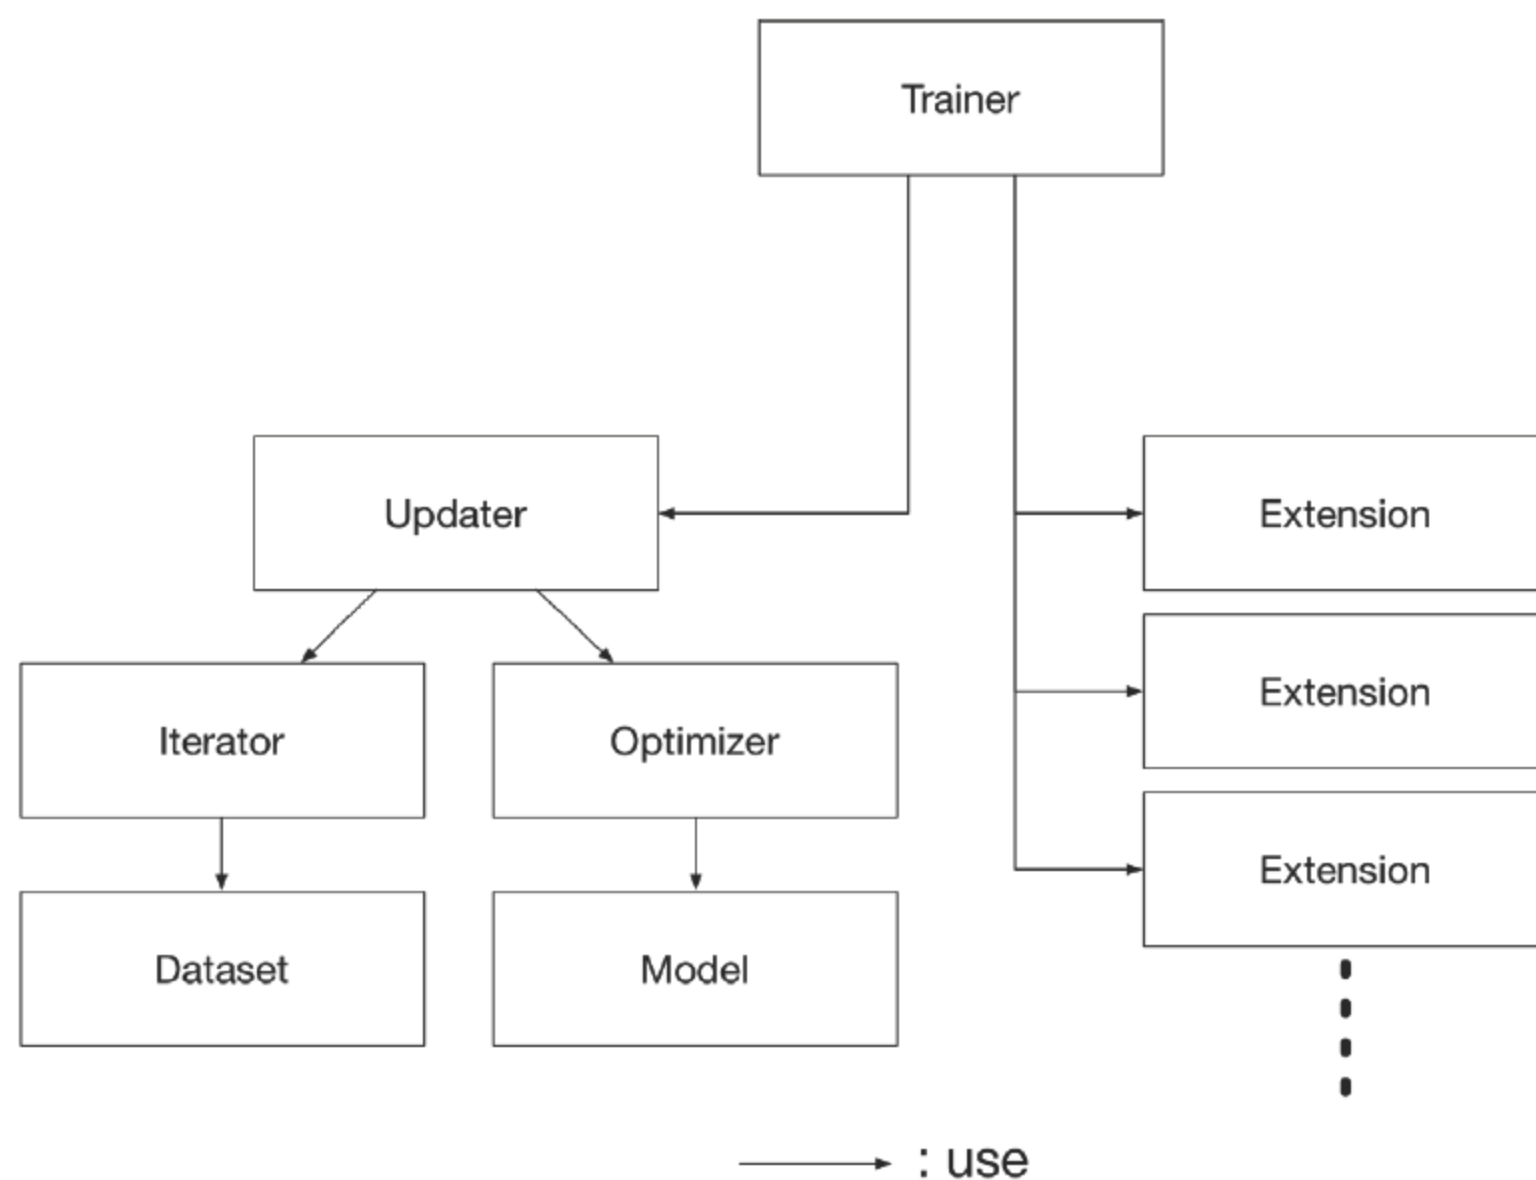 Trainer
Updater
Extension
Iterator
Optimizer
Extension
Dataset
Model
Extension
: use